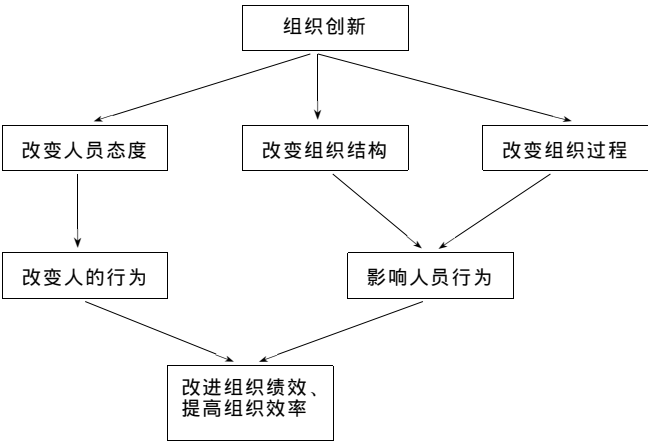 组织创新
改变人员态度
改变组织结构
改变组织过程
改变人的行为
影响人员行为
改进组织绩效、
提高组织效率